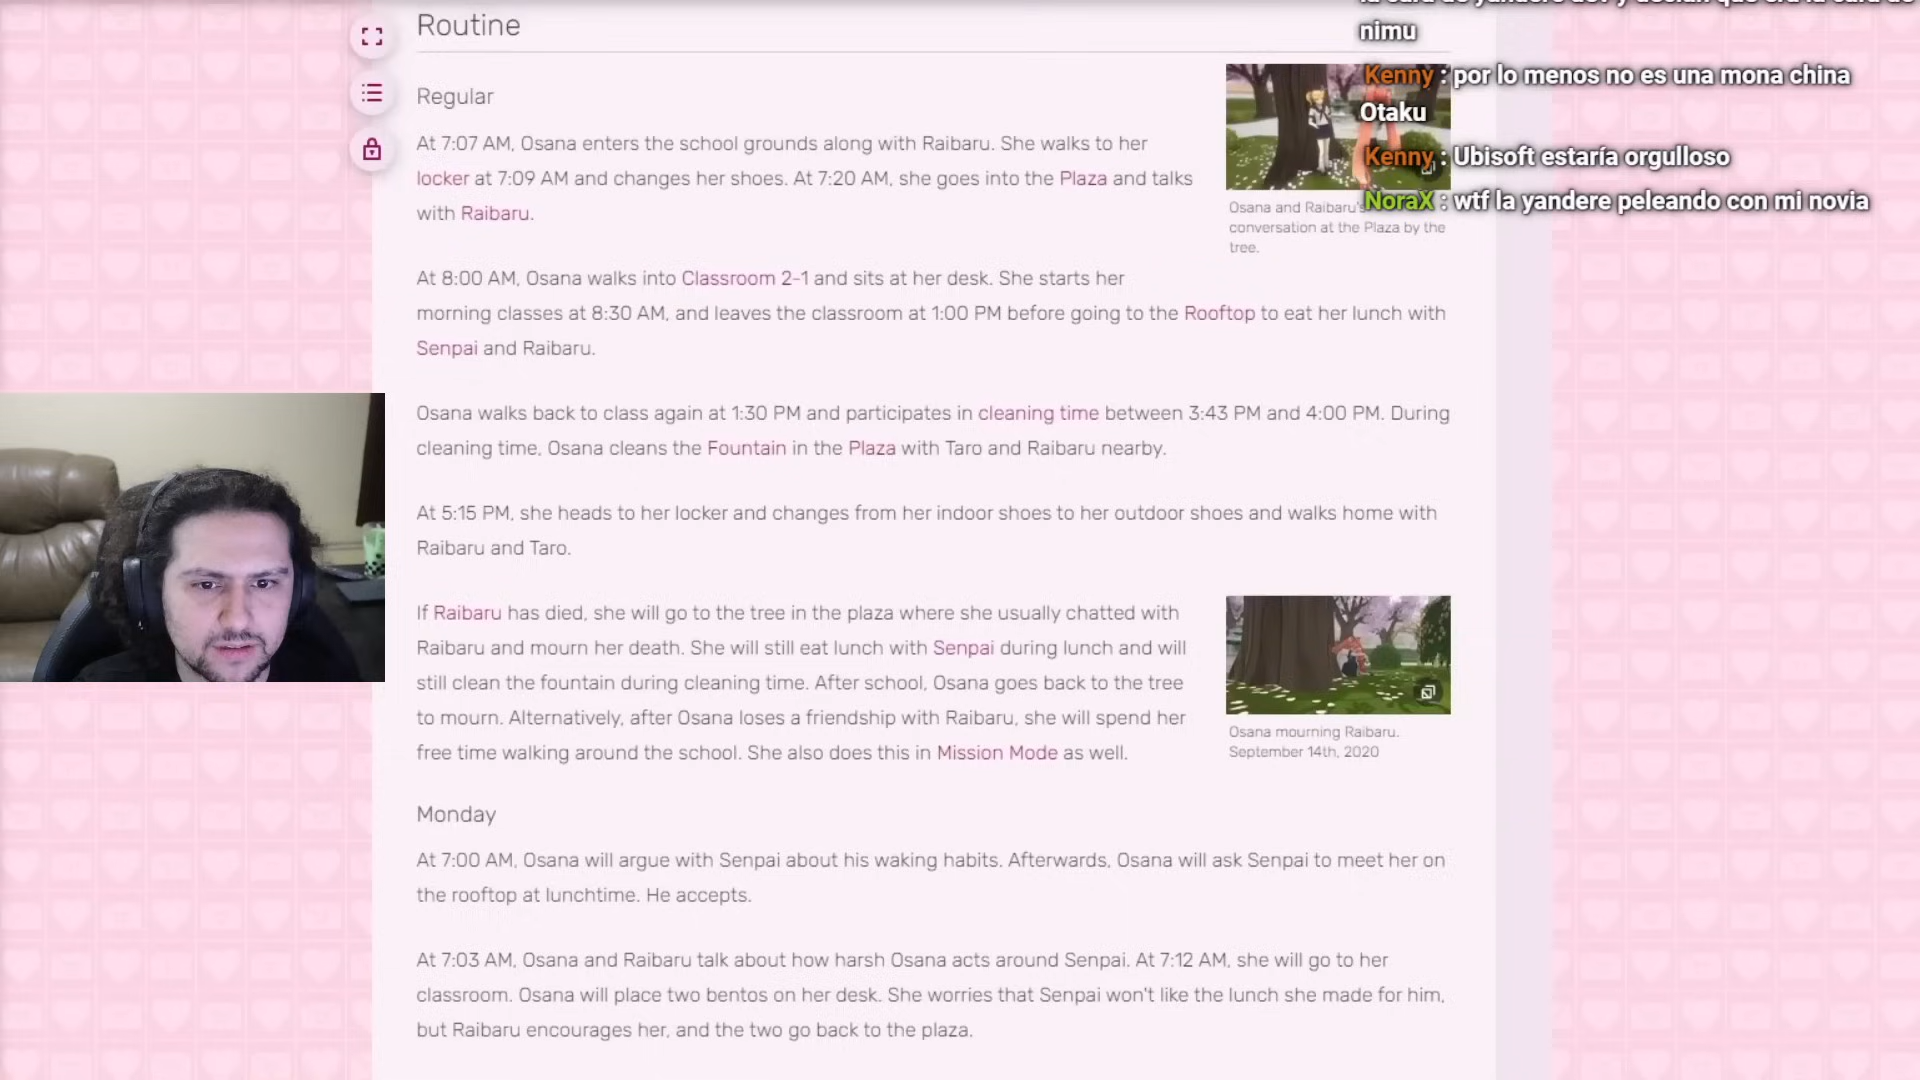 Routine
Regular
At 7:07 AM, Osana enters the school grounds along with Raibaru. She walks to her
locker at 7:09 AM and changes her shoes. At 7:20 AM, she goes into the Plaza and talks
with Raibaru.
Osana and Raibaru's
conversation at the Plaza by the
tree.
At 8:00 AM, Osana walks into Classroom 2-1 and sits at her desk. She starts her
morning classes at 8:30 AM, and leaves the classroom at 1:00 PM before going to the Rooftop to eat her lunch with
Senpai and Raibaru.
Osana walks back to class again at 1:30 PM and participates in cleaning time between 3:43 PM and 4:00 PM. During
cleaning time, Osana cleans the Fountain in the Plaza with Taro and Raibaru nearby.
At 5:15 PM, she heads to her locker and changes from her indoor shoes to her outdoor shoes and walks home with
Raibaru and Taro.
If Raibaru has died, she will go to the tree in the plaza where she usually chatted with
Raibaru and mourn her death. She will still eat lunch with Senpai during lunch and will
still clean the fountain during cleaning time. After school, Osana goes back to the tree
to mourn. Alternatively, after Osana loses a friendship with Raibaru, she will spend her
free time walking around the school. She also does this in Mission Mode as well.
Osana mourning Raibaru.
September 14th, 2020
Monday
At 7:00 AM, Osana will argue with Senpai about his waking habits. Afterwards, Osana will ask Senpai to meet her on
the rooftop at lunchtime. He accepts.
At 7:03 AM, Osana and Raibaru talk about how harsh Osana acts around Senpai. At 7:12 AM, she will go to her
classroom. Osana will place two bentos on her desk. She worries that Senpai won't like the lunch she made for him,
but Raibaru encourages her, and the two go back to the plaza.
nimu
Kenny : por lo menos no es una mona china
Otaku
Kenny : Ubisoft estaría orgulloso
NoraX : wtf la yandere peleando con mi novia